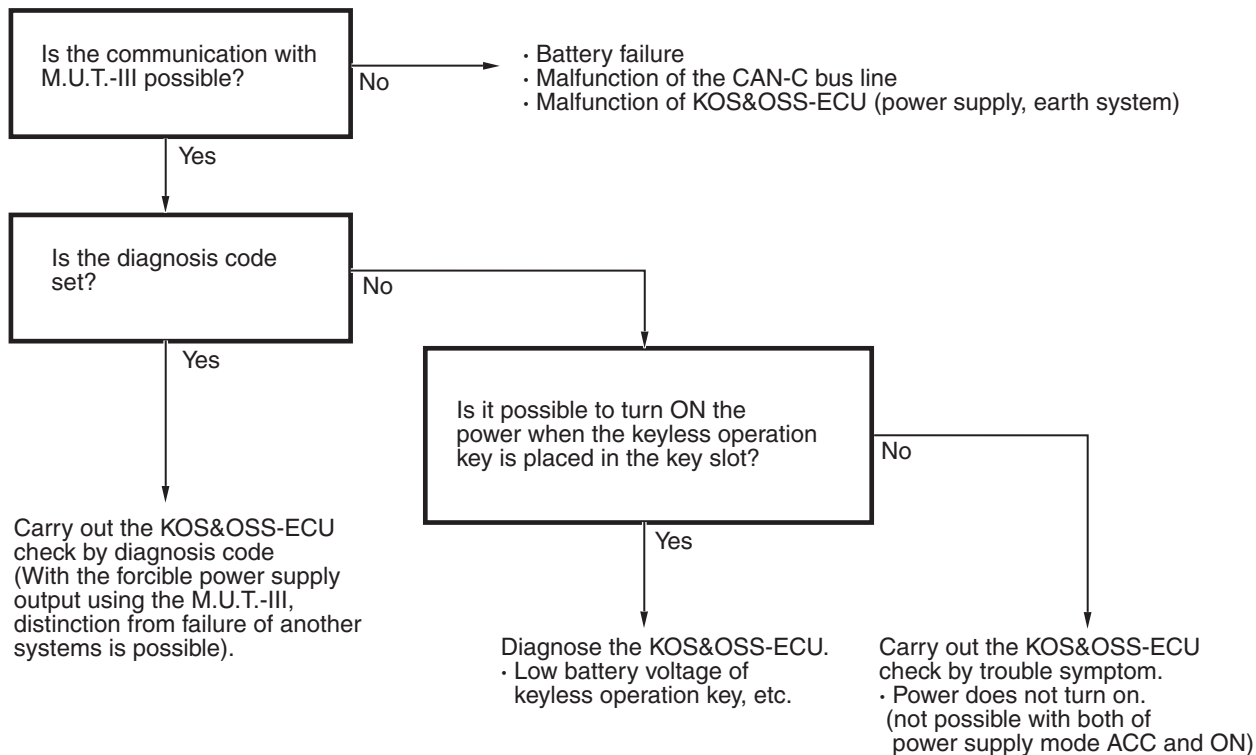 Is the communication with
M.U.T.-III possible?
No
· Battery failure
· Malfunction of the CAN-C bus line
· Malfunction of KOS&OSS-ECU (power supply, earth system)
Yes
Is the diagnosis code
set?
No
Yes
Is it possible to turn ON the
power when the keyless operation
key is placed in the key slot?
No
Yes
Carry out the KOS&OSS-ECU
check by diagnosis code
(With the forcible power supply
output using the M.U.T.-III,
distinction from failure of another
systems is possible).
Diagnose the KOS&OSS-ECU.
· Low battery voltage of
keyless operation key, etc.
Carry out the KOS&OSS-ECU
check by trouble symptom.
· Power does not turn on.
(not possible with both of
power supply mode ACC and ON)